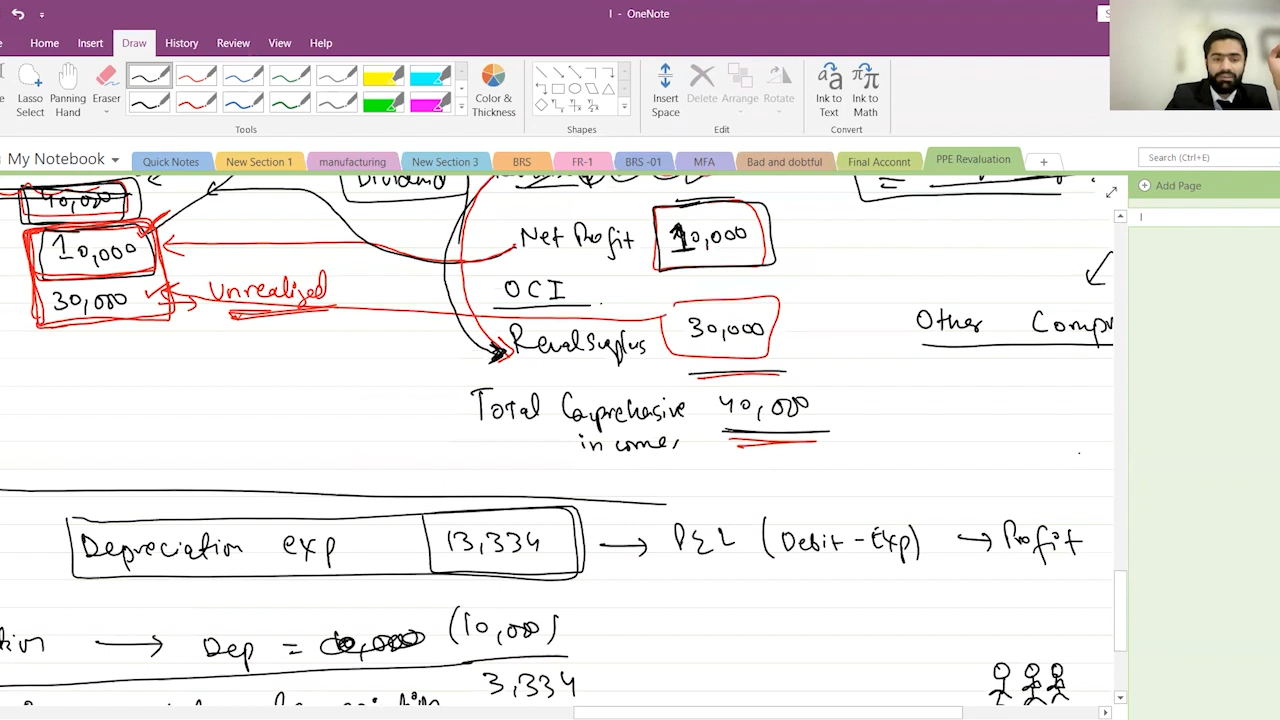 I - OneNote
Home Insert Draw History Review View Help
Lasso Select
Panning Hand
Eraser
Color & Thickness
Insert Space
Delete
Arrange
Rotate
Ink to Text
Ink to Math
Tools
Shapes
Edit
Convert
My Notebook
Quick Notes
New Section 1
manufacturing
New Section 3
BRS
FR-1
BRS -01
MFA
Bad and doubtful
Final Acconnt
PPE Revaluation
Search (Ctrl+E)
Add Page
I
40,000
Dividend
10,000
30,000
Unrealized
Net Profit 10,000
OCI
Reval Surplus 30,000
Total Comprehesive 40,000
income,
Other Compr
Depreciation exp 13,334 → P&L (Debit - Exp) → Profit
→ Dep = (10,000)
3,334